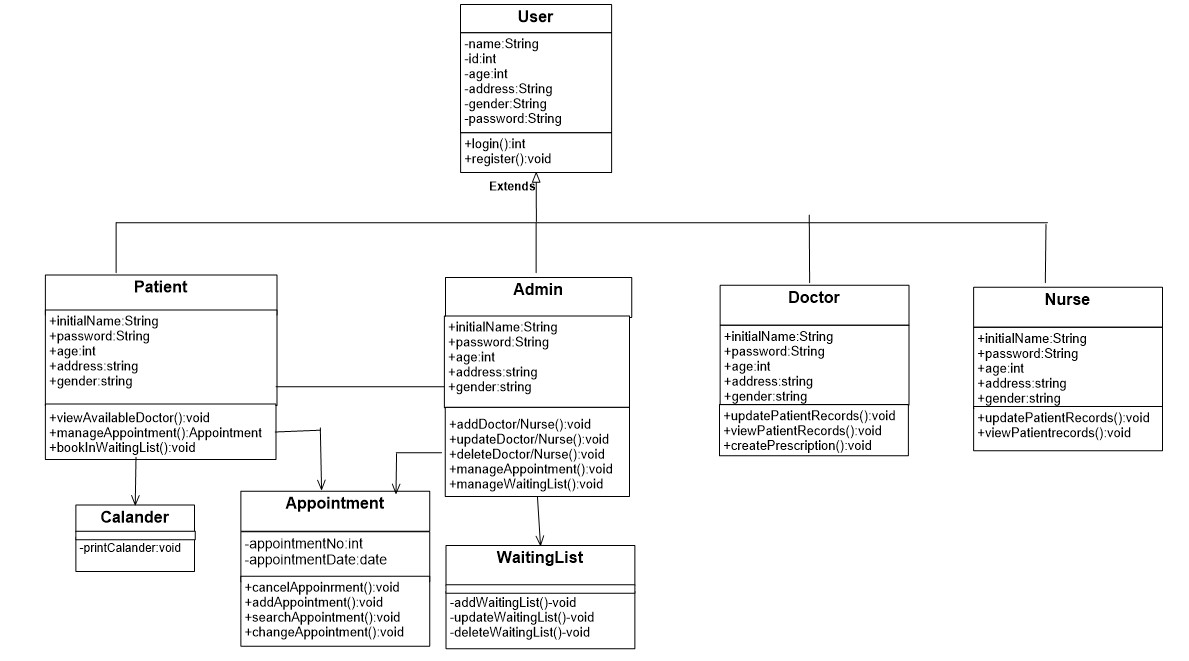 User
-name:String
-id:int
-age:int
-address:String
-gender:String
-password:String
+login():int
+register():void
Extends
Patient
+initialName:String
+password:String
+age:int
+address:string
+gender:string
+viewAvailableDoctor():void
+manageAppointment():Appointment
+bookInWaitingList():void
Admin
+initialName:String
+password:String
+age:int
+address:string
+gender:string
+addDoctor/Nurse():void
+updateDoctor/Nurse():void
+deleteDoctor/Nurse():void
+manageAppointment():void
+manageWaitingList():void
Doctor
+initialName:String
+password:String
+age:int
+address:string
+gender:string
+updatePatientRecords():void
+viewPatientRecords():void
+createPrescription():void
Nurse
+initialName:String
+password:String
+age:int
+address:string
+gender:string
+updatePatientRecords():void
+viewPatientrecords():void
Calander
-printCalander:void
Appointment
-appointmentNo:int
-appointmentDate:date
+cancelAppoinrment():void
+addAppointment():void
+searchAppointment():void
+changeAppointment():void
WaitingList
-addWaitingList()-void
-updateWaitingList()-void
-deleteWaitingList()-void